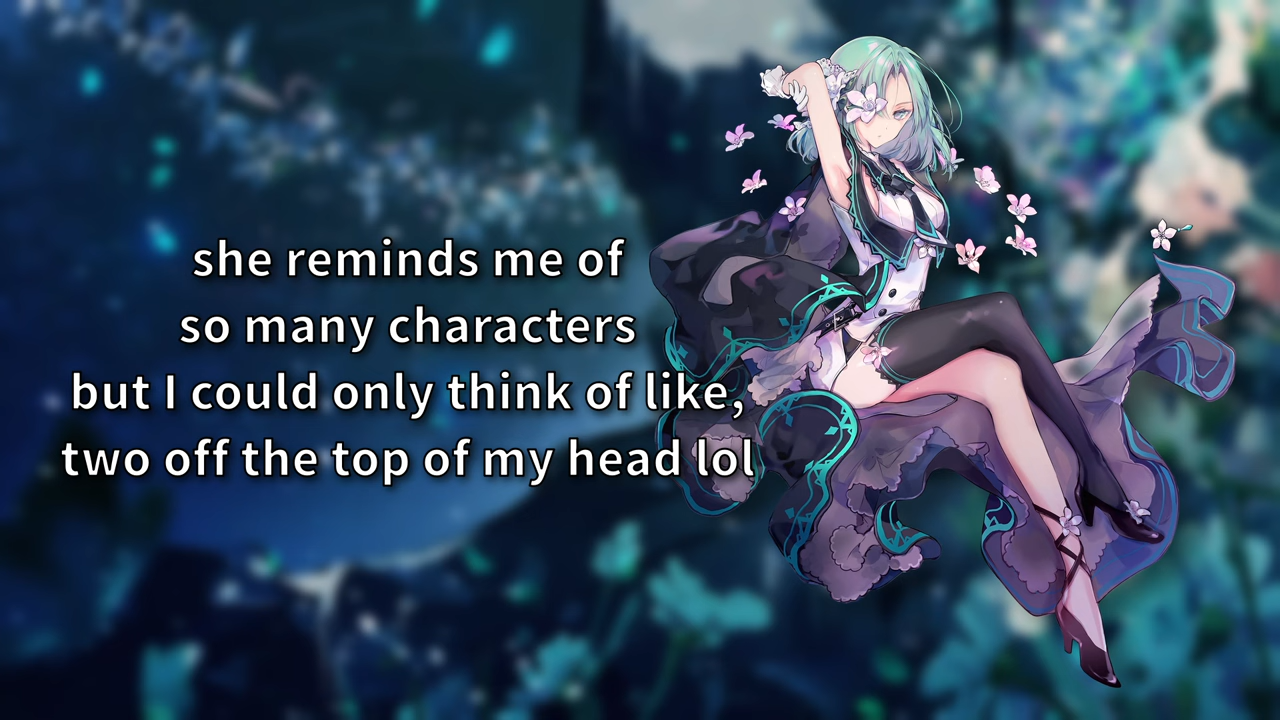 she reminds me of
so many characters
but I could only think of like,
two off the top of my head lol